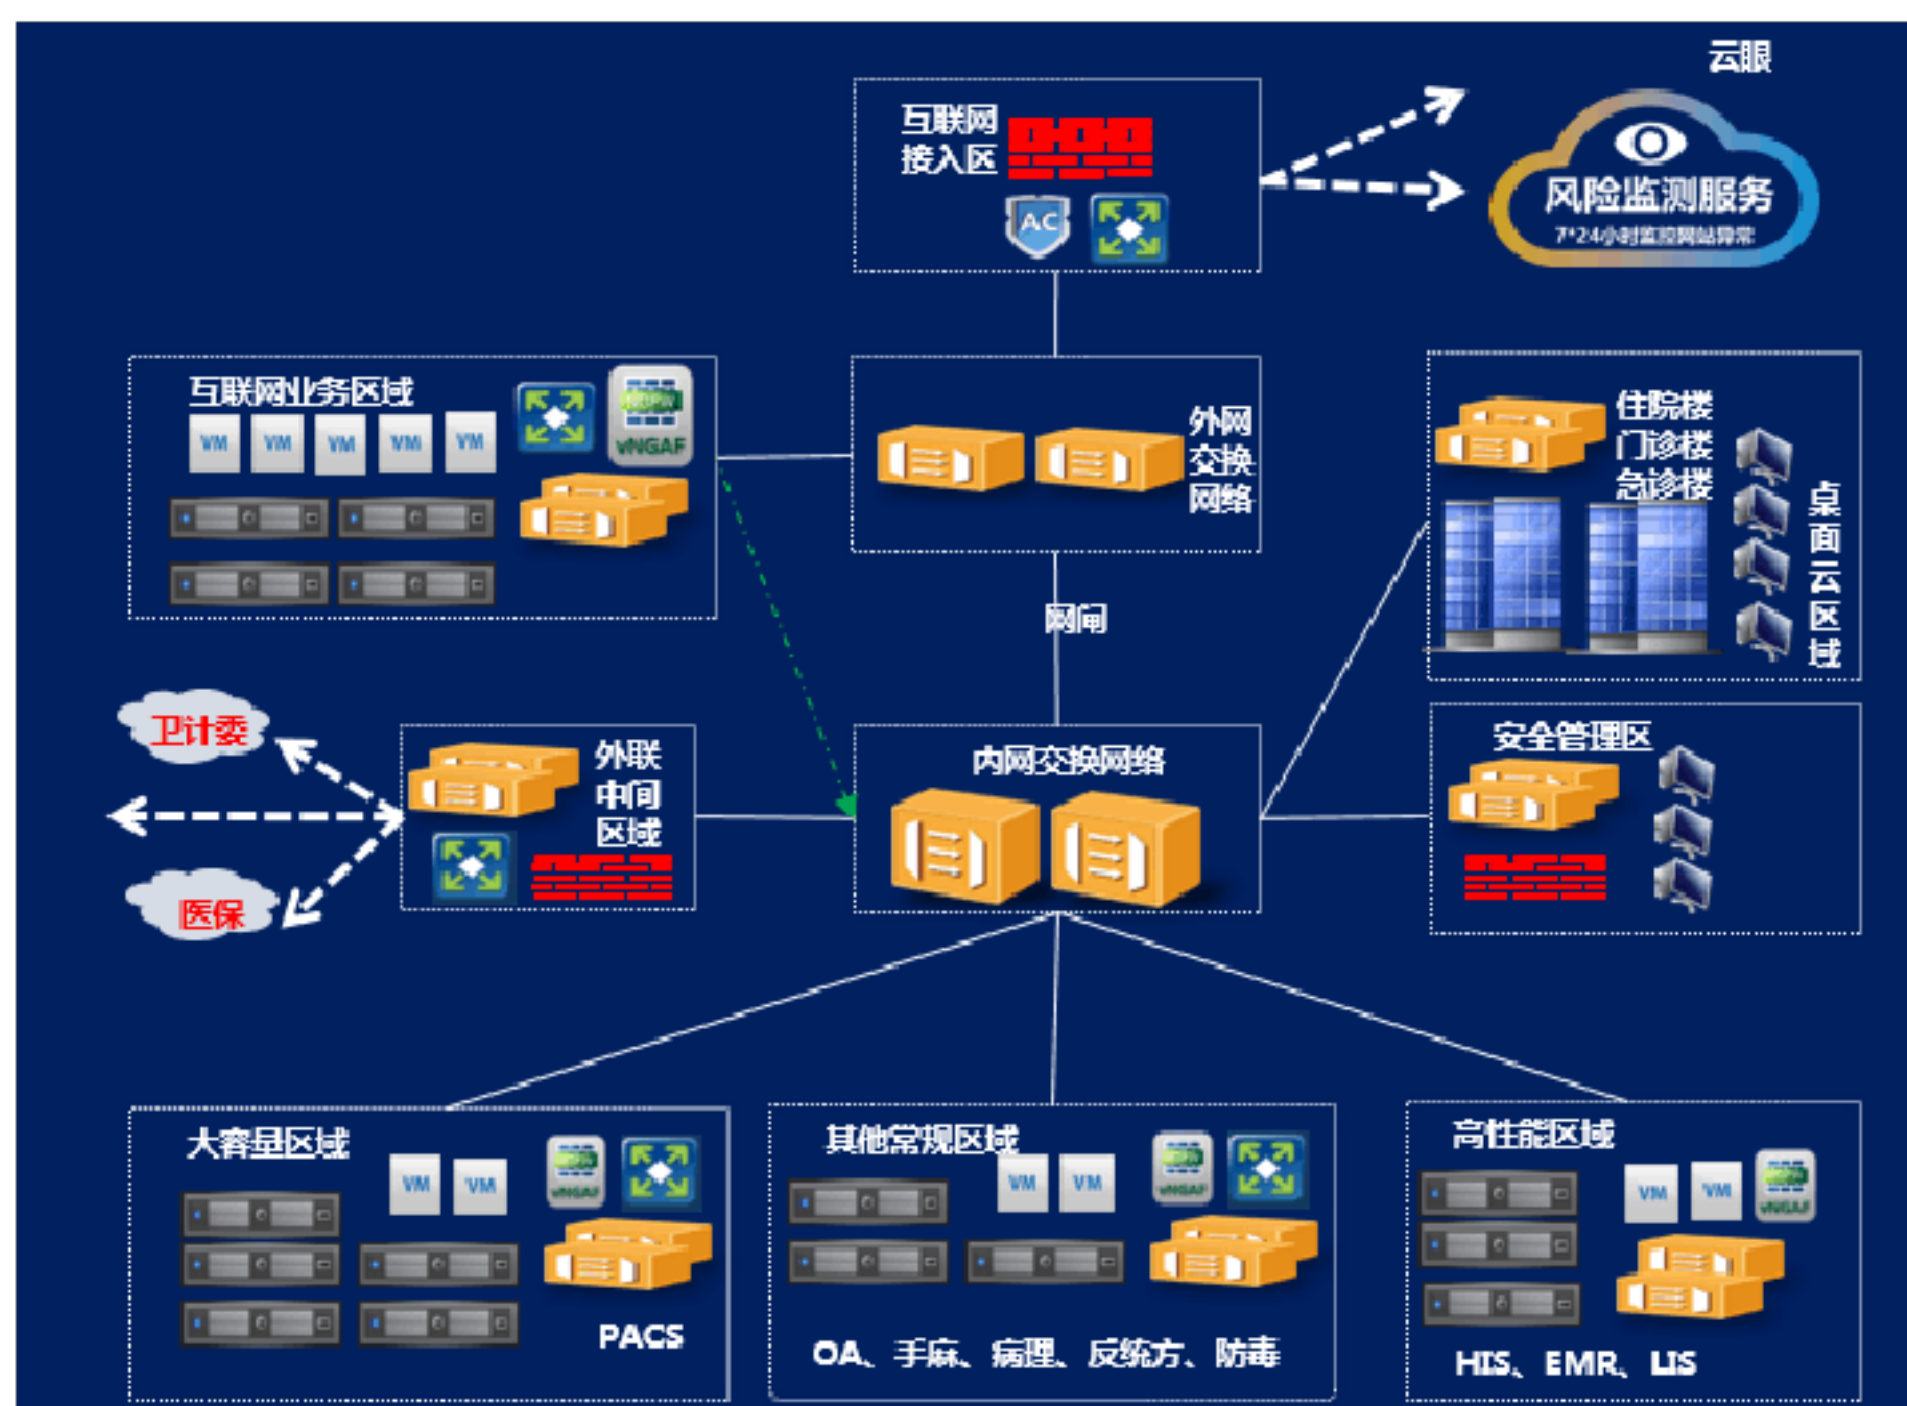 云眼
互联网
接入区
AC
风险监测服务
7*24小时监控网站异常
互联网业务区域
VM
VM
VM
VM
VM
vNGAF
外网
交换
网络
住院楼
门诊楼
急诊楼
桌面云区域
网闸
卫计委
医保
外联
中间
区域
内网交换网络
安全管理区
大容量区域
VM
VM
vNGAF
PACS
其他常规区域
VM
VM
vNGAF
OA、手麻、病理、反统方、防毒
高性能区域
VM
VM
vNGAF
HIS、EMR、LIS